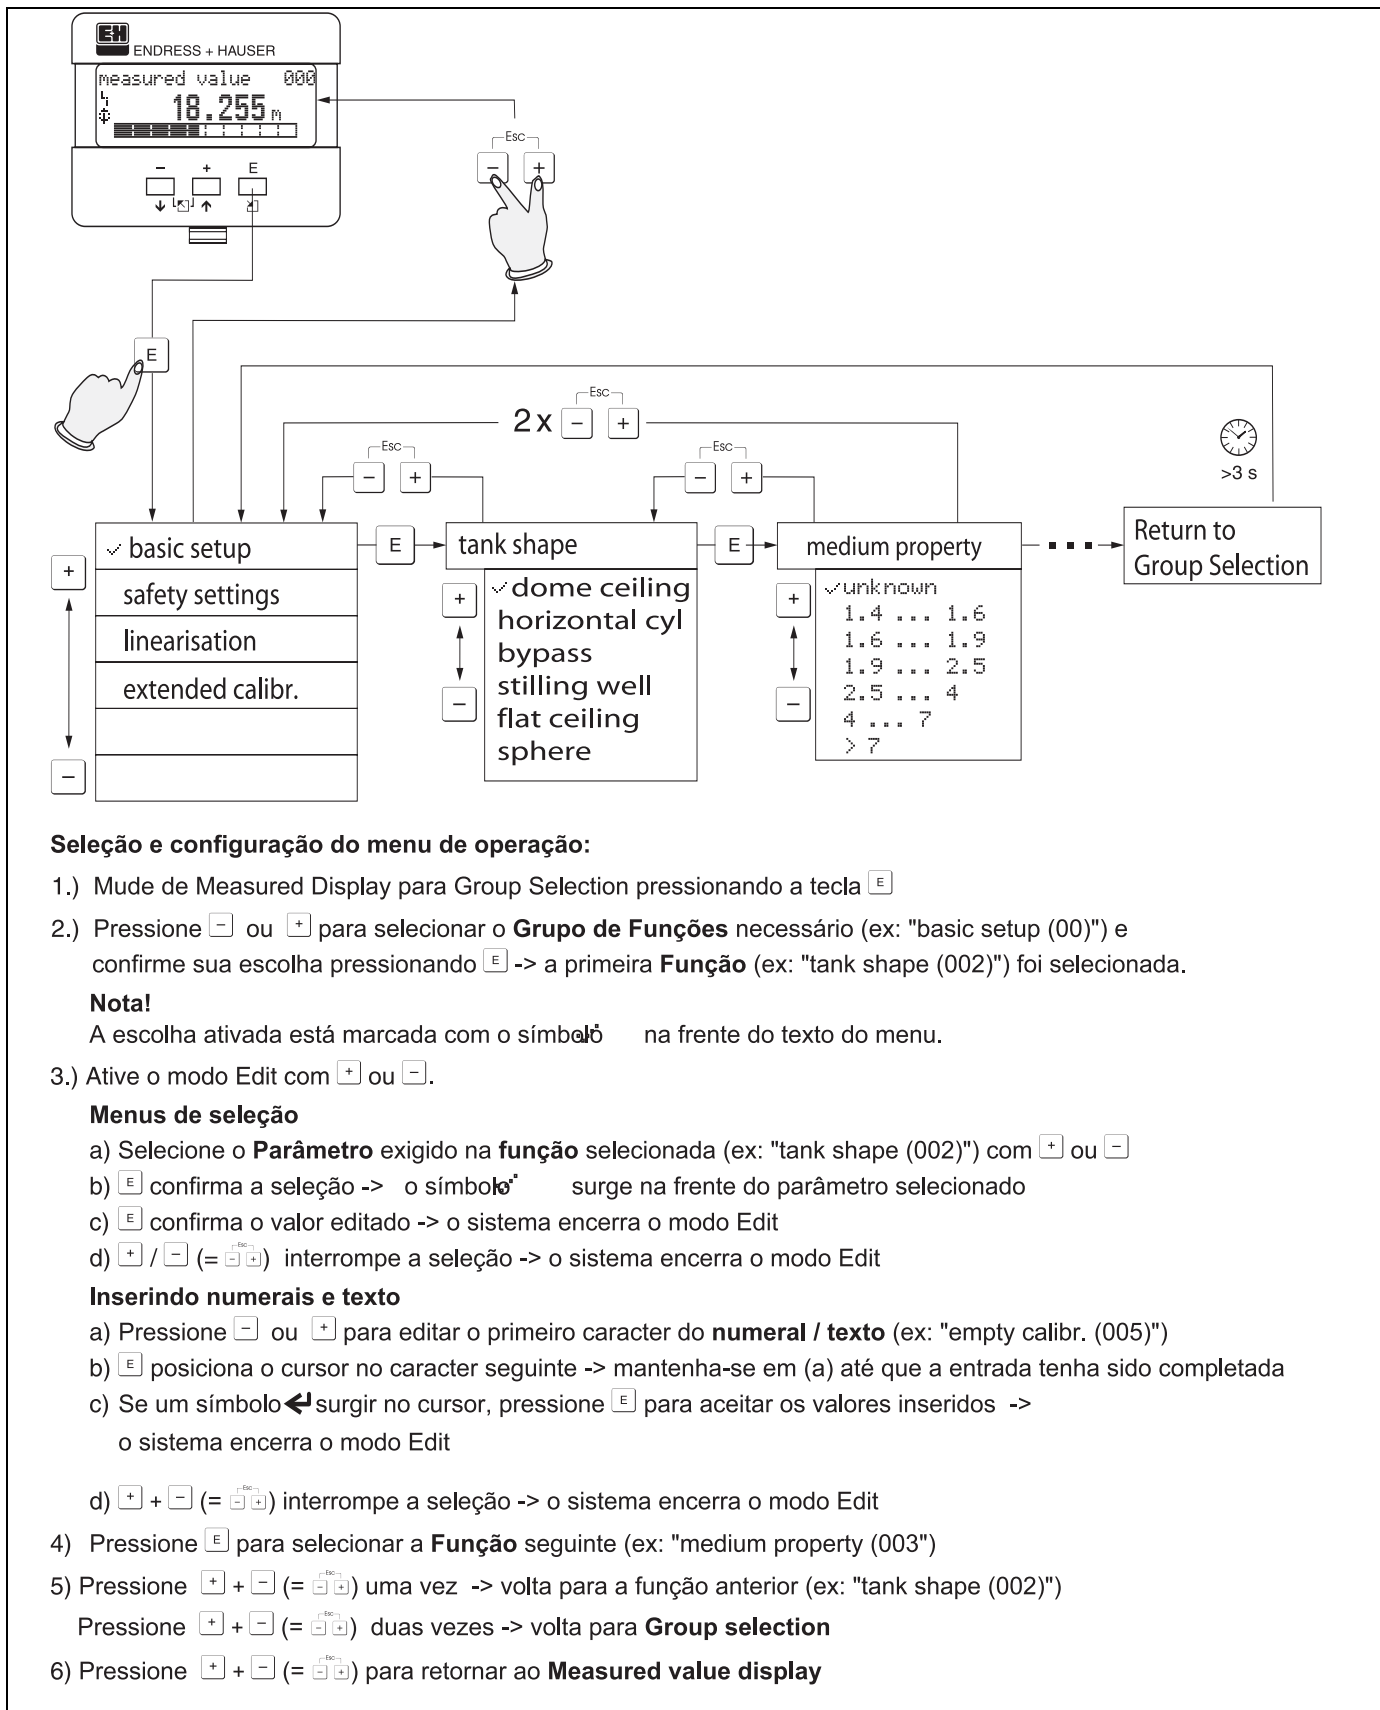 EH
ENDRESS + HAUSER
measured value 000
18.255 m
- + E
Esc
- +
E
Esc
2x - +
Esc
- +
Esc
- +
>3 s
✓ basic setup
safety settings
linearisation
extended calibr.
+
-
E
tank shape
✓ dome ceiling
horizontal cyl
bypass
stilling well
flat ceiling
sphere
+
-
E
medium property
✓ unknown
1.4 ... 1.6
1.6 ... 1.9
1.9 ... 2.5
2.5 ... 4
4 ... 7
> 7
+
-
Return to
Group Selection
Seleção e configuração do menu de operação:
1.) Mude de Measured Display para Group Selection pressionando a tecla E
2.) Pressione - ou + para selecionar o Grupo de Funções necessário (ex: "basic setup (00)") e
confirme sua escolha pressionando E -> a primeira Função (ex: "tank shape (002)") foi selecionada.
Nota!
A escolha ativada está marcada com o símbolo ✓ na frente do texto do menu.
3.) Ative o modo Edit com + ou -.
Menus de seleção
a) Selecione o Parâmetro exigido na função selecionada (ex: "tank shape (002)") com + ou -
b) E confirma a seleção -> o símbolo ✓ surge na frente do parâmetro selecionado
c) E confirma o valor editado -> o sistema encerra o modo Edit
d) + / - (= Esc - +) interrompe a seleção -> o sistema encerra o modo Edit
Inserindo numerais e texto
a) Pressione - ou + para editar o primeiro caracter do numeral / texto (ex: "empty calibr. (005)")
b) E posiciona o cursor no caracter seguinte -> mantenha-se em (a) até que a entrada tenha sido completada
c) Se um símbolo ↵ surgir no cursor, pressione E para aceitar os valores inseridos ->
o sistema encerra o modo Edit
d) + + - (= Esc - +) interrompe a seleção -> o sistema encerra o modo Edit
4) Pressione E para selecionar a Função seguinte (ex: "medium property (003")
5) Pressione + + - (= Esc - +) uma vez -> volta para a função anterior (ex: "tank shape (002)")
Pressione + + - (= Esc - +) duas vezes -> volta para Group selection
6) Pressione + + - (= Esc - +) para retornar ao Measured value display